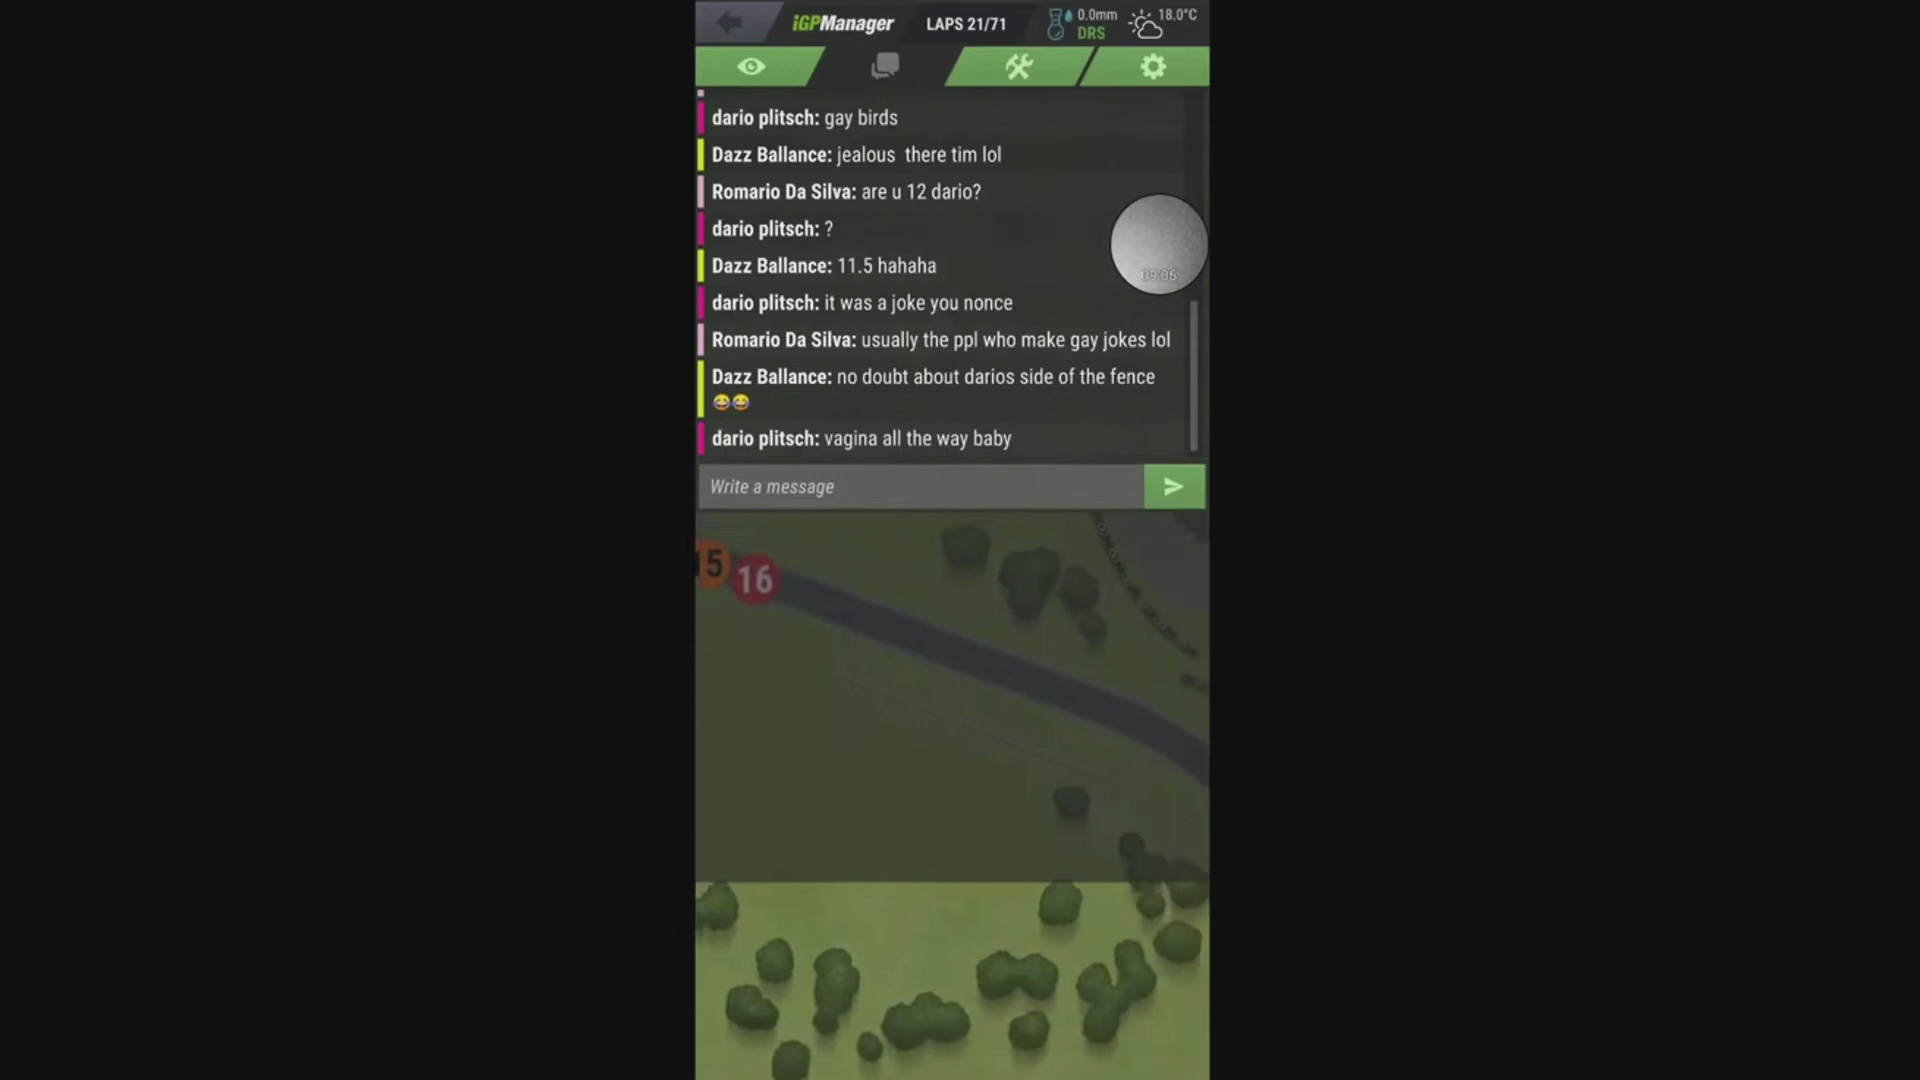 iGPManager
LAPS 21/71
0.0mm
DRS
18.0°C
dario plitsch: gay birds
Dazz Ballance: jealous  there tim lol
Romario Da Silva: are u 12 dario?
dario plitsch: ?
Dazz Ballance: 11.5 hahaha
dario plitsch: it was a joke you nonce
Romario Da Silva: usually the ppl who make gay jokes lol
Dazz Ballance: no doubt about darios side of the fence
😂😂
dario plitsch: vagina all the way baby
Write a message
15
16
09:06